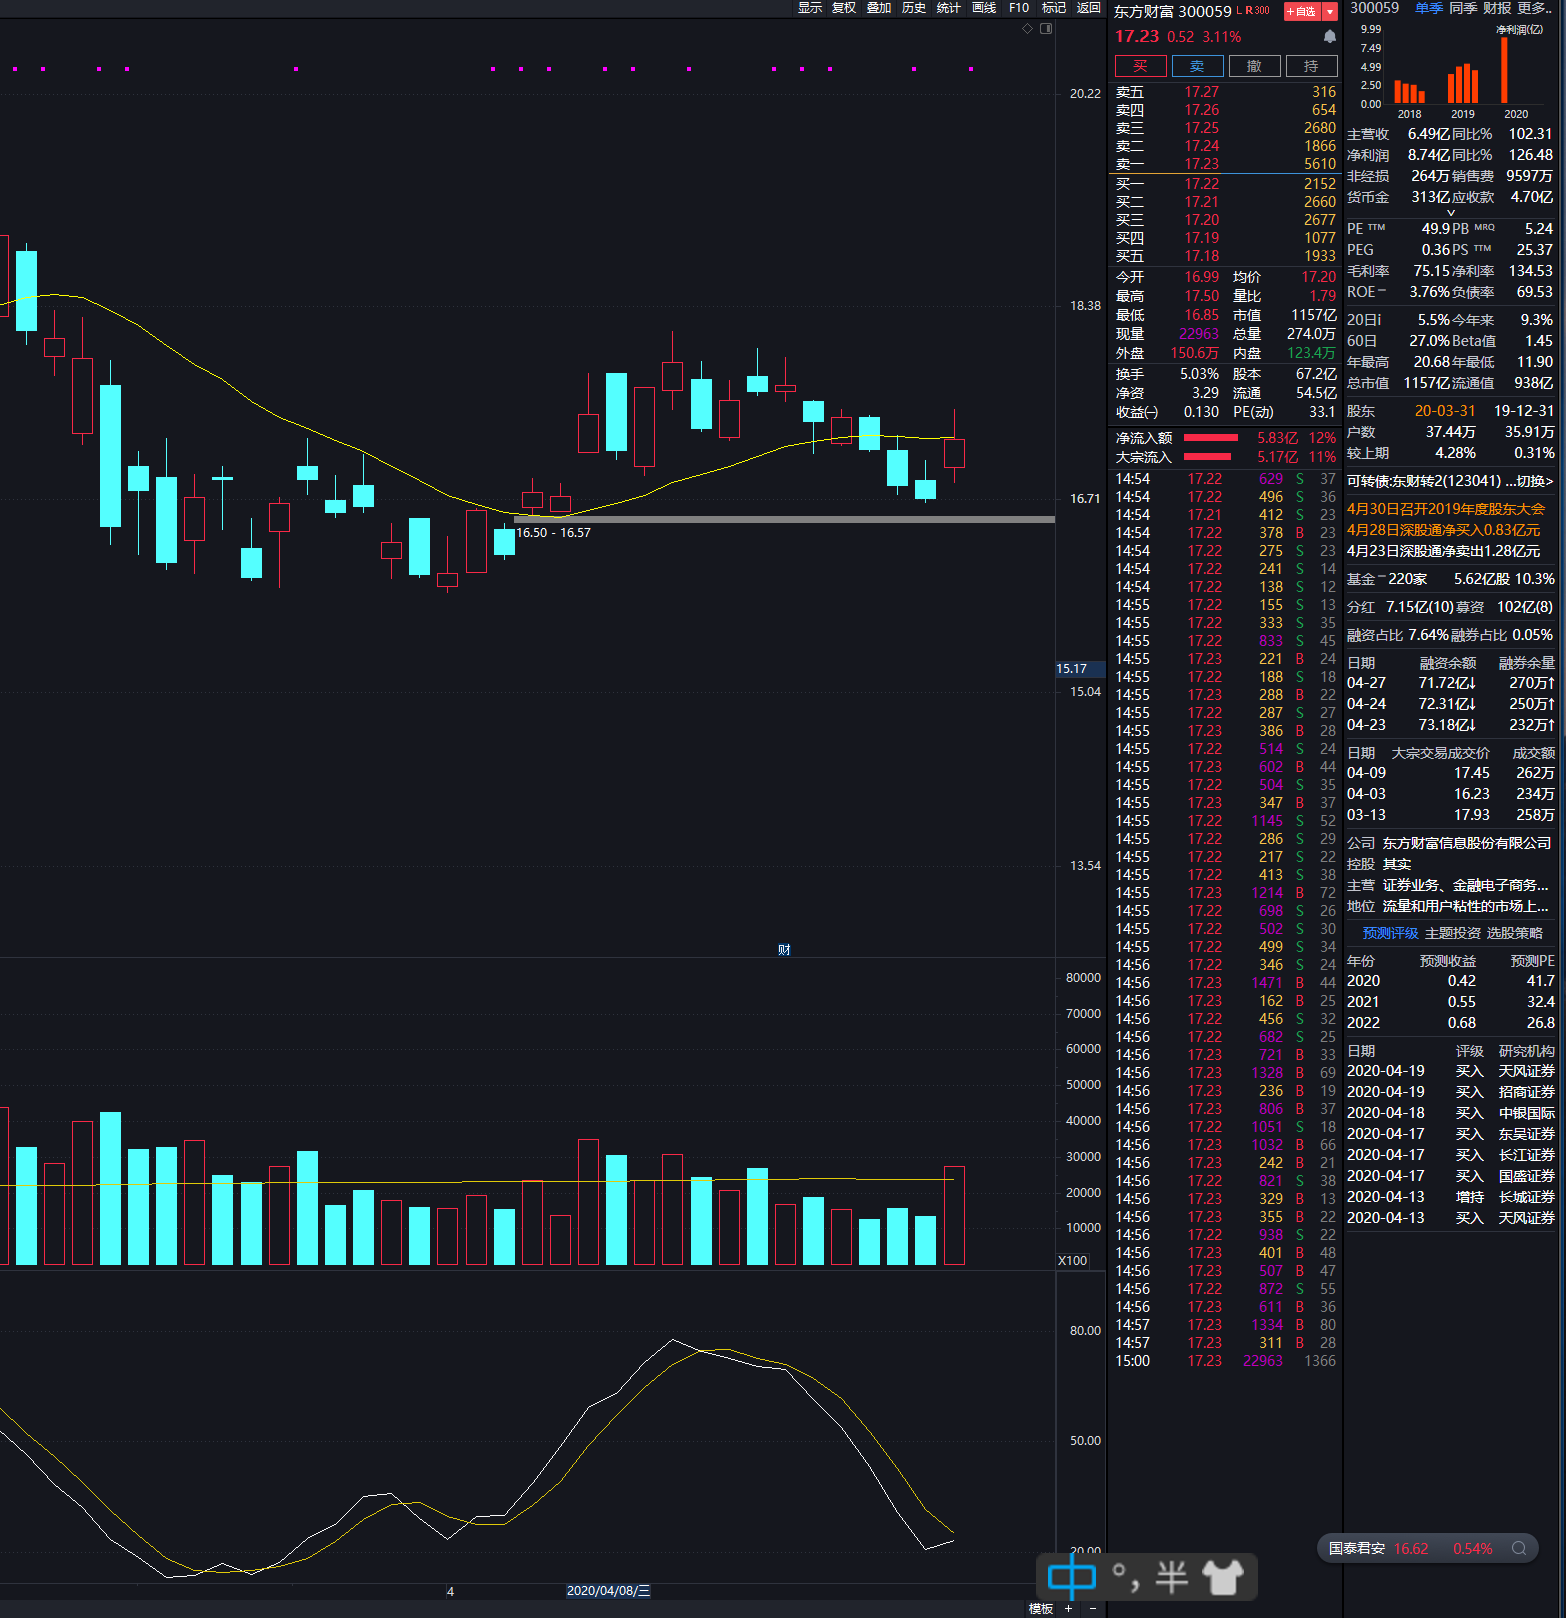 显示 复权 叠加 历史 统计 画线 F10 标记 返回
20.22
18.38
16.71
16.50 - 16.57
15.17
15.04
13.54
财
80000
70000
60000
50000
40000
30000
20000
10000
X100
80.00
50.00
20.00
4 2020/04/08/三
模板 + −
东方财富 300059 L R 300 +自选
17.23 0.52 3.11%
买 卖 撤 持
卖五 17.27 316
卖四 17.26 654
卖三 17.25 2680
卖二 17.24 1866
卖一 17.23 5610
买一 17.22 2152
买二 17.21 2660
买三 17.20 2677
买四 17.19 1077
买五 17.18 1933
今开 16.99 均价 17.20
最高 17.50 量比 1.79
最低 16.85 市值 1157亿
现量 22963 总量 274.0万
外盘 150.6万 内盘 123.4万
换手 5.03% 股本 67.2亿
净资 3.29 流通 54.5亿
收益㈠ 0.130 PE(动) 33.1
净流入额 5.83亿 12%
大宗流入 5.17亿 11%
14:54 17.22 629 S 37
14:54 17.22 496 S 36
14:54 17.21 412 S 23
14:54 17.22 378 B 23
14:54 17.22 275 S 23
14:54 17.22 241 S 14
14:54 17.22 138 S 12
14:55 17.22 155 S 13
14:55 17.22 333 S 35
14:55 17.22 833 S 45
14:55 17.23 221 B 24
14:55 17.22 188 S 18
14:55 17.23 288 B 22
14:55 17.22 287 S 27
14:55 17.23 386 B 28
14:55 17.22 514 S 24
14:55 17.23 602 B 44
14:55 17.22 504 S 35
14:55 17.23 347 B 37
14:55 17.22 1145 S 52
14:55 17.22 286 S 29
14:55 17.22 217 S 22
14:55 17.22 413 S 38
14:55 17.23 1214 B 72
14:55 17.22 698 S 26
14:55 17.22 502 S 30
14:55 17.22 499 S 34
14:56 17.22 346 S 24
14:56 17.23 1471 B 44
14:56 17.23 162 B 25
14:56 17.22 456 S 32
14:56 17.22 682 S 25
14:56 17.23 721 B 33
14:56 17.23 1328 B 69
14:56 17.23 236 B 19
14:56 17.23 806 B 37
14:56 17.22 1051 S 18
14:56 17.23 1032 B 66
14:56 17.23 242 B 21
14:56 17.22 821 S 38
14:56 17.23 329 B 13
14:56 17.23 355 B 22
14:56 17.22 938 S 22
14:56 17.23 401 B 48
14:56 17.23 507 B 47
14:56 17.22 872 S 55
14:56 17.23 611 B 36
14:57 17.23 1334 B 80
14:57 17.23 311 B 28
15:00 17.23 22963 1366
300059 单季 同季 财报 更多..
净利润(亿)
9.99
7.49
4.99
2.50
0.00
2018 2019 2020
主营收 6.49亿 同比% 102.31
净利润 8.74亿 同比% 126.48
非经损 264万 销售费 9597万
货币金 313亿 应收款 4.70亿
PE TTM 49.9 PB MRQ 5.24
PEG 0.36 PS TTM 25.37
毛利率 75.15 净利率 134.53
ROE一 3.76% 负债率 69.53
20日i 5.5% 今年来 9.3%
60日 27.0% Beta值 1.45
年最高 20.68 年最低 11.90
总市值 1157亿 流通值 938亿
股东 20-03-31 19-12-31
户数 37.44万 35.91万
较上期 4.28% 0.31%
可转债:东财转2(123041) ...切换>
4月30日召开2019年度股东大会
4月28日深股通净买入0.83亿元
4月23日深股通净卖出1.28亿元
基金一 220家 5.62亿股 10.3%
分红 7.15亿(10) 募资 102亿(8)
融资占比 7.64% 融券占比 0.05%
日期 融资余额 融券余量
04-27 71.72亿↓ 270万↑
04-24 72.31亿↓ 250万↑
04-23 73.18亿↓ 232万↑
日期 大宗交易成交价 成交额
04-09 17.45 262万
04-03 16.23 234万
03-13 17.93 258万
公司 东方财富信息股份有限公司
控股 其实
主营 证券业务、金融电子商务...
地位 流量和用户粘性的市场上...
预测评级 主题投资 选股策略
年份 预测收益 预测PE
2020 0.42 41.7
2021 0.55 32.4
2022 0.68 26.8
日期 评级 研究机构
2020-04-19 买入 天风证券
2020-04-19 买入 招商证券
2020-04-18 买入 中银国际
2020-04-17 买入 东吴证券
2020-04-17 买入 长江证券
2020-04-17 买入 国盛证券
2020-04-13 增持 长城证券
2020-04-13 买入 天风证券
国泰君安 16.62 0.54%
中 °, 半